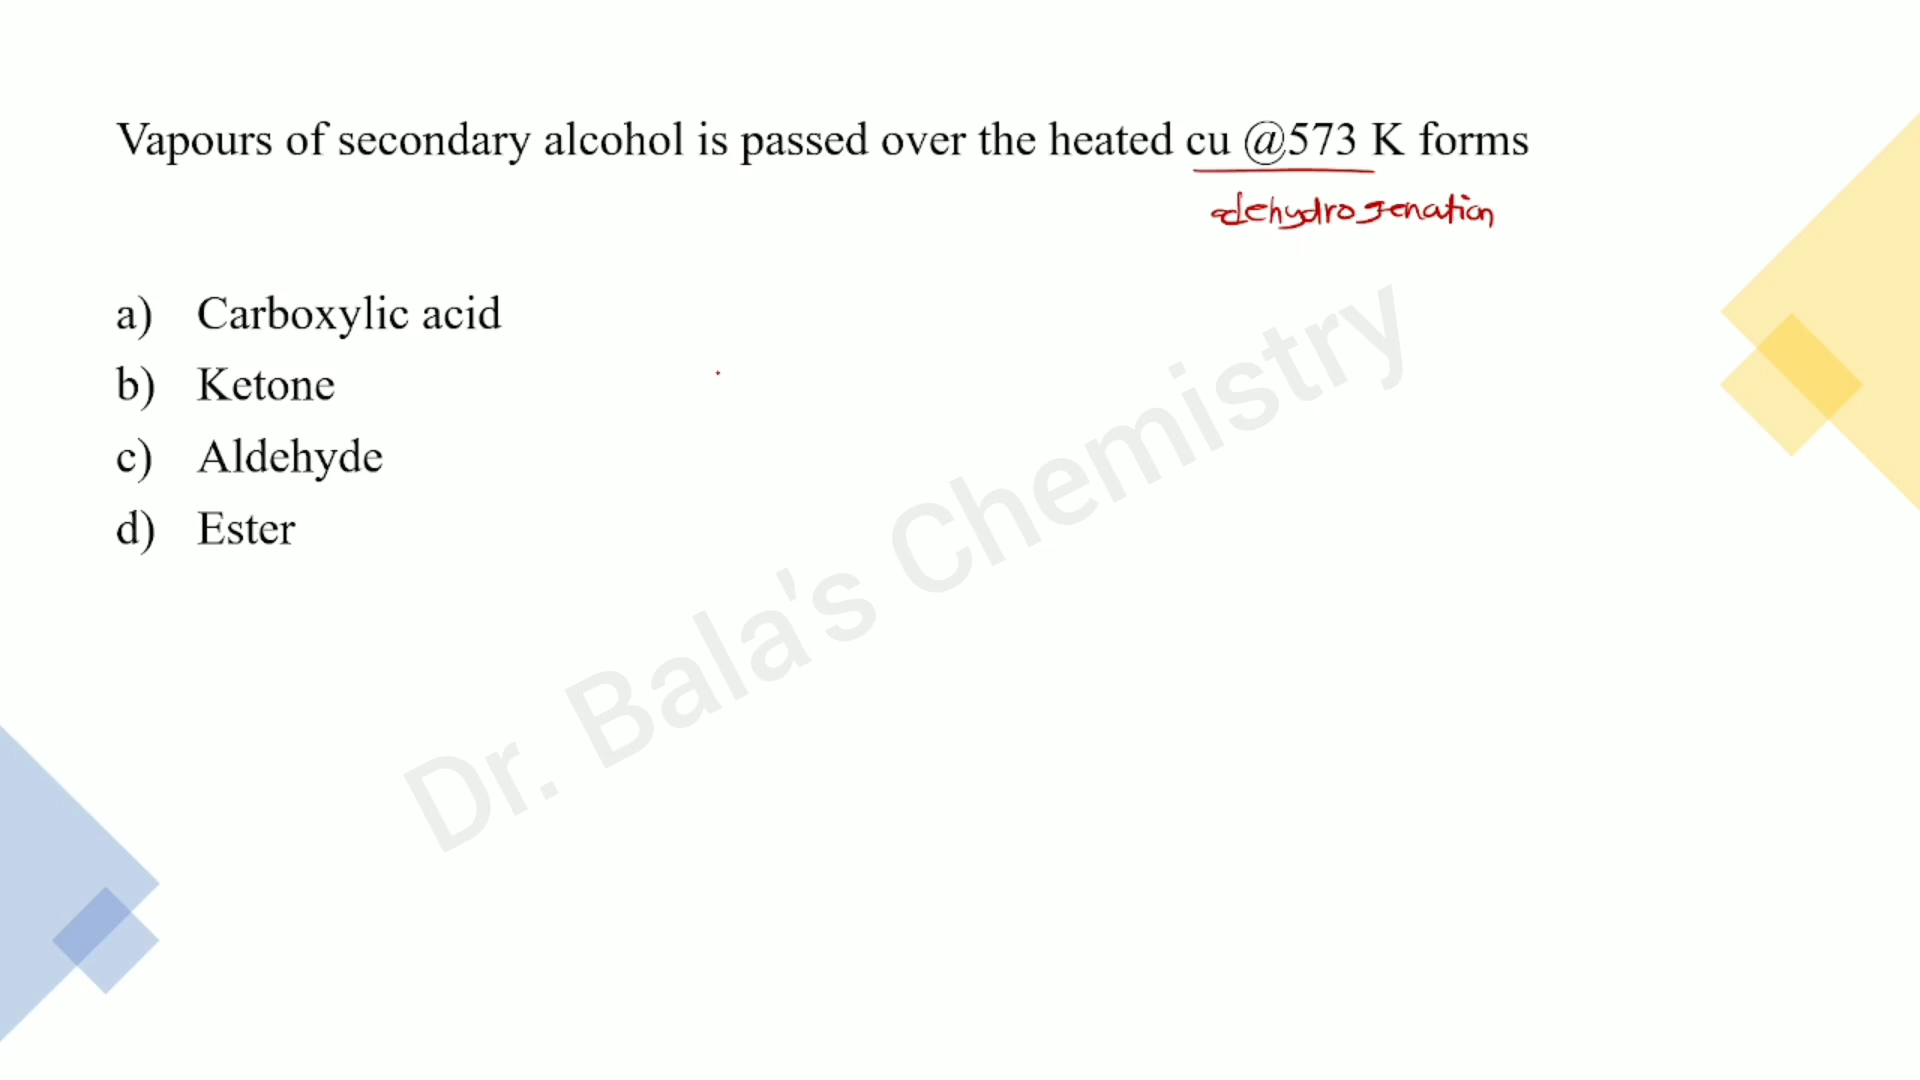 Vapours of secondary alcohol is passed over the heated cu @573 K forms
dehydrogenation
a) Carboxylic acid
b) Ketone
c) Aldehyde
d) Ester
Dr. Bala's Chemistry